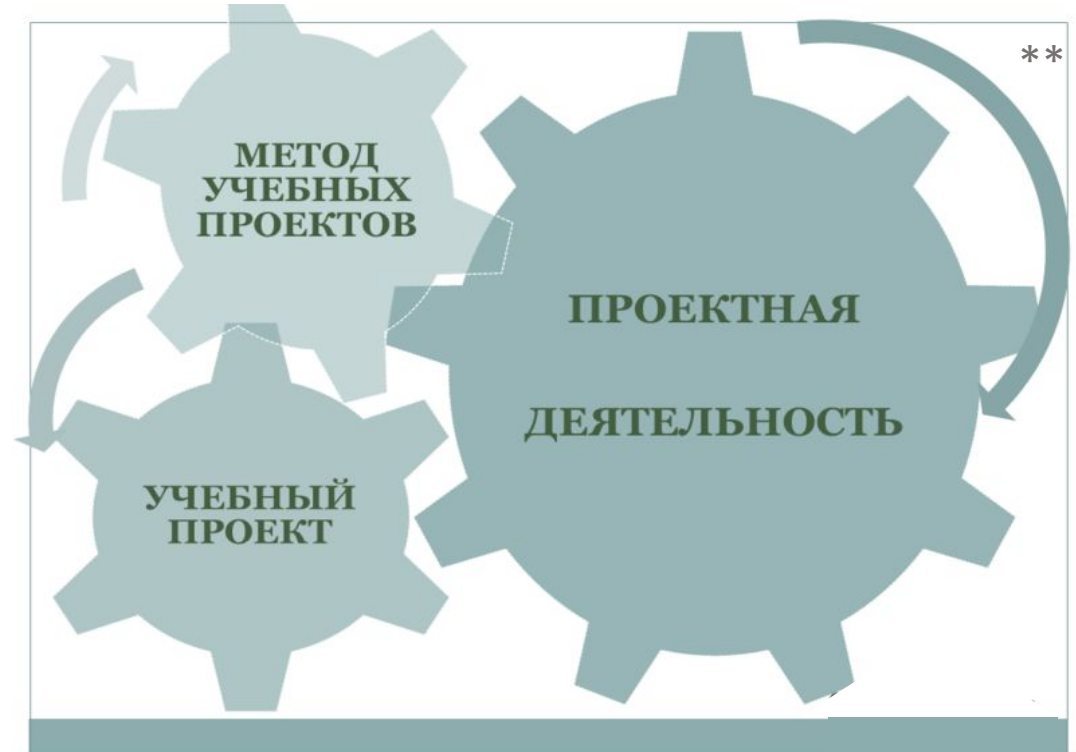 **
МЕТОД
УЧЕБНЫХ
ПРОЕКТОВ
ПРОЕКТНАЯ
ДЕЯТЕЛЬНОСТЬ
УЧЕБНЫЙ
ПРОЕКТ